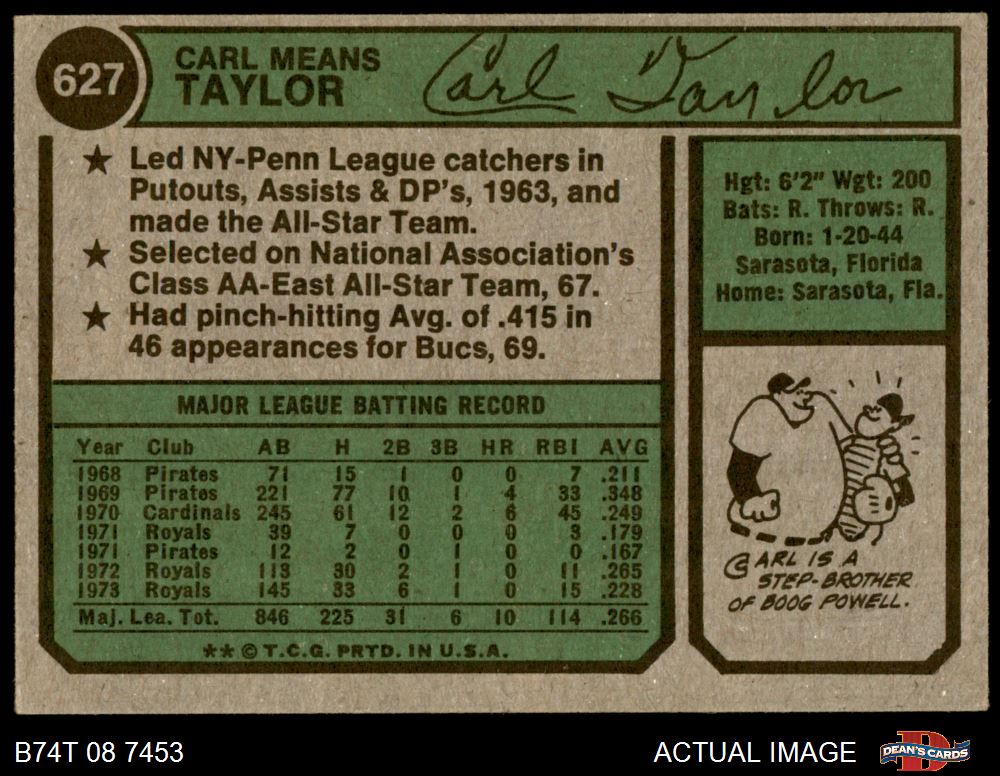 627
CARL MEANS
TAYLOR
Carl Taylor
★ Led NY-Penn League catchers in
Putouts, Assists & DP's, 1963, and
made the All-Star Team.
★ Selected on National Association's
Class AA-East All-Star Team, 67.
★ Had pinch-hitting Avg. of .415 in
46 appearances for Bucs, 69.
Hgt: 6'2" Wgt: 200
Bats: R. Throws: R.
Born: 1-20-44
Sarasota, Florida
Home: Sarasota, Fla.
MAJOR LEAGUE BATTING RECORD
Year Club AB H 2B 3B HR RBI AVG
1968 Pirates 71 15 1 0 0 7 .211
1969 Pirates 221 77 10 1 4 33 .348
1970 Cardinals 245 61 12 2 6 45 .249
1971 Royals 39 7 0 0 0 3 .179
1971 Pirates 12 2 0 1 0 0 .167
1972 Royals 113 30 2 1 0 11 .265
1973 Royals 145 33 6 1 0 15 .228
Maj. Lea. Tot. 846 225 31 6 10 114 .266
★★ © T.C.G. PRTD. IN U.S.A.
CARL IS A
STEP-BROTHER
OF BOOG POWELL.
B74T 08 7453
ACTUAL IMAGE
D
DEAN'S CARDS